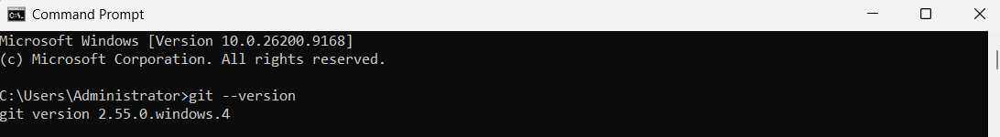 Command Prompt
Microsoft Windows [Version 10.0.26200.9168]
(c) Microsoft Corporation. All rights reserved.
C:\Users\Administrator>git --version
git version 2.55.0.windows.4